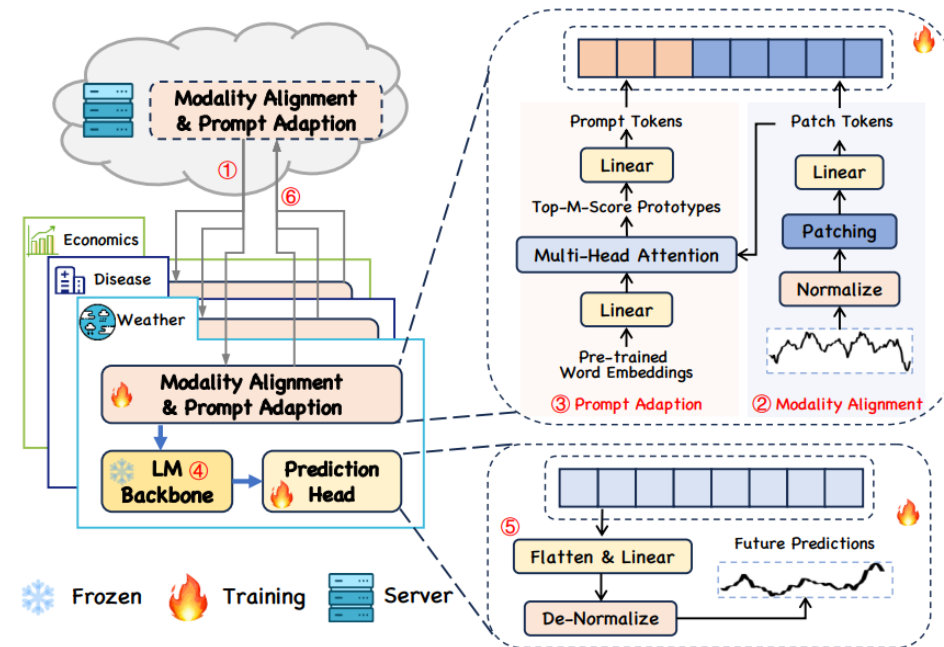 Modality Alignment
& Prompt Adaption
①
⑥
Economics
Disease
Weather
Modality Alignment
& Prompt Adaption
LM ④
Backbone
Prediction
Head
Frozen
Training
Server
Prompt Tokens
Linear
Top-M-Score Prototypes
Multi-Head Attention
Linear
Pre-trained
Word Embeddings
③ Prompt Adaption
Patch Tokens
Linear
Patching
Normalize
② Modality Alignment
⑤
Flatten & Linear
De-Normalize
Future Predictions